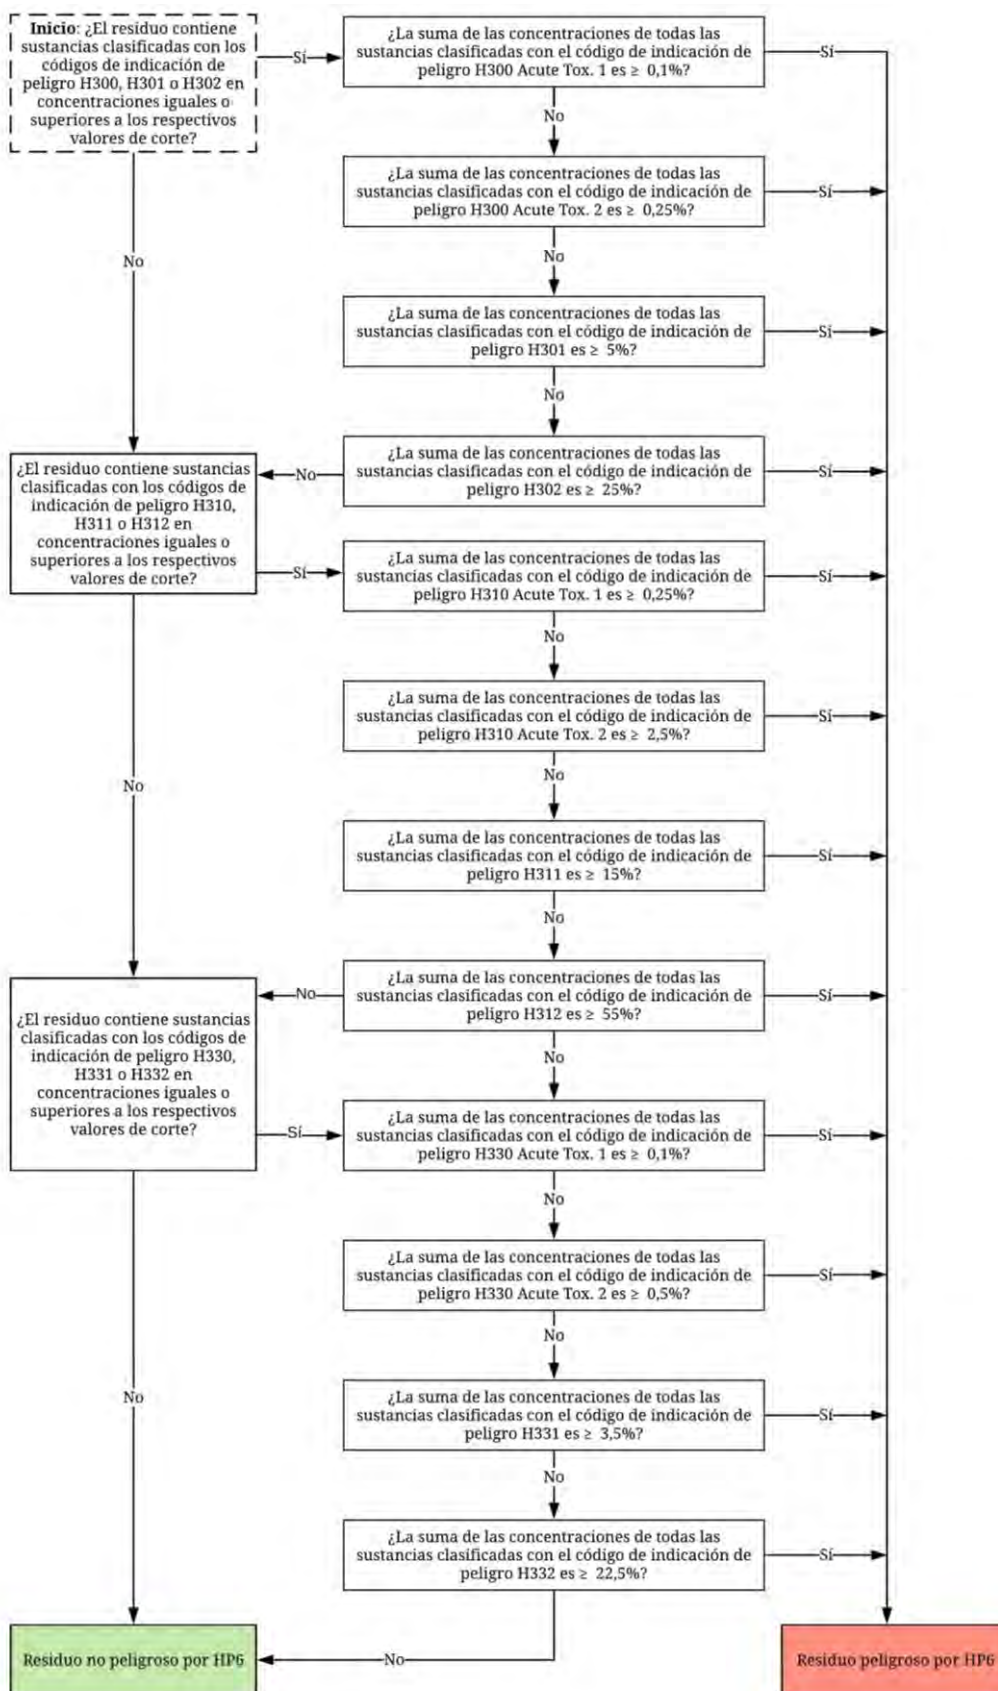 Inicio: ¿El residuo contiene
sustancias clasificadas con los
códigos de indicación de
peligro H300, H301 o H302 en
concentraciones iguales o
superiores a los respectivos
valores de corte?
Sí
¿La suma de las concentraciones de todas las
sustancias clasificadas con el código de indicación de
peligro H300 Acute Tox. 1 es ≥ 0,1%?
Sí
No
¿La suma de las concentraciones de todas las
sustancias clasificadas con el código de indicación de
peligro H300 Acute Tox. 2 es ≥ 0,25%?
Sí
No
No
¿La suma de las concentraciones de todas las
sustancias clasificadas con el código de indicación de
peligro H301 es ≥ 5%?
Sí
No
¿La suma de las concentraciones de todas las
sustancias clasificadas con el código de indicación de
peligro H302 es ≥ 25%?
Sí
No
¿El residuo contiene sustancias
clasificadas con los códigos de
indicación de peligro H310,
H311 o H312 en
concentraciones iguales o
superiores a los respectivos
valores de corte?
Sí
¿La suma de las concentraciones de todas las
sustancias clasificadas con el código de indicación de
peligro H310 Acute Tox. 1 es ≥ 0,25%?
Sí
No
¿La suma de las concentraciones de todas las
sustancias clasificadas con el código de indicación de
peligro H310 Acute Tox. 2 es ≥ 2,5%?
Sí
No
No
¿La suma de las concentraciones de todas las
sustancias clasificadas con el código de indicación de
peligro H311 es ≥ 15%?
Sí
No
¿La suma de las concentraciones de todas las
sustancias clasificadas con el código de indicación de
peligro H312 es ≥ 55%?
Sí
No
No
¿El residuo contiene sustancias
clasificadas con los códigos de
indicación de peligro H330,
H331 o H332 en
concentraciones iguales o
superiores a los respectivos
valores de corte?
Sí
¿La suma de las concentraciones de todas las
sustancias clasificadas con el código de indicación de
peligro H330 Acute Tox. 1 es ≥ 0,1%?
Sí
No
¿La suma de las concentraciones de todas las
sustancias clasificadas con el código de indicación de
peligro H330 Acute Tox. 2 es ≥ 0,5%?
Sí
No
No
¿La suma de las concentraciones de todas las
sustancias clasificadas con el código de indicación de
peligro H331 es ≥ 3,5%?
Sí
No
¿La suma de las concentraciones de todas las
sustancias clasificadas con el código de indicación de
peligro H332 es ≥ 22,5%?
Sí
No
Residuo no peligroso por HP6
Residuo peligroso por HP6